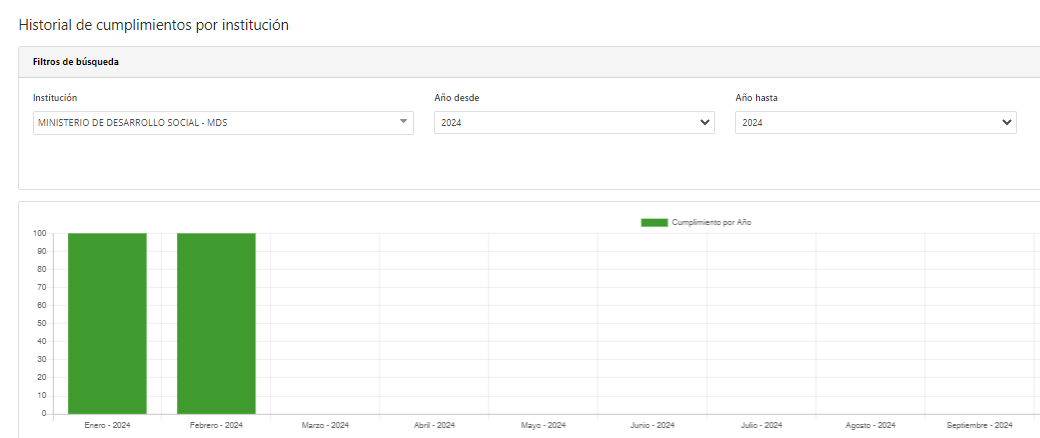 Historial de cumplimientos por institución
Filtros de búsqueda
Institución
Año desde
Año hasta
MINISTERIO DE DESARROLLO SOCIAL - MDS
2024
2024
Cumplimiento por Año
100
90
80
70
60
50
40
30
20
10
0
Enero - 2024
Febrero - 2024
Marzo - 2024
Abril - 2024
Mayo - 2024
Junio - 2024
Julio - 2024
Agosto - 2024
Septiembre - 2024